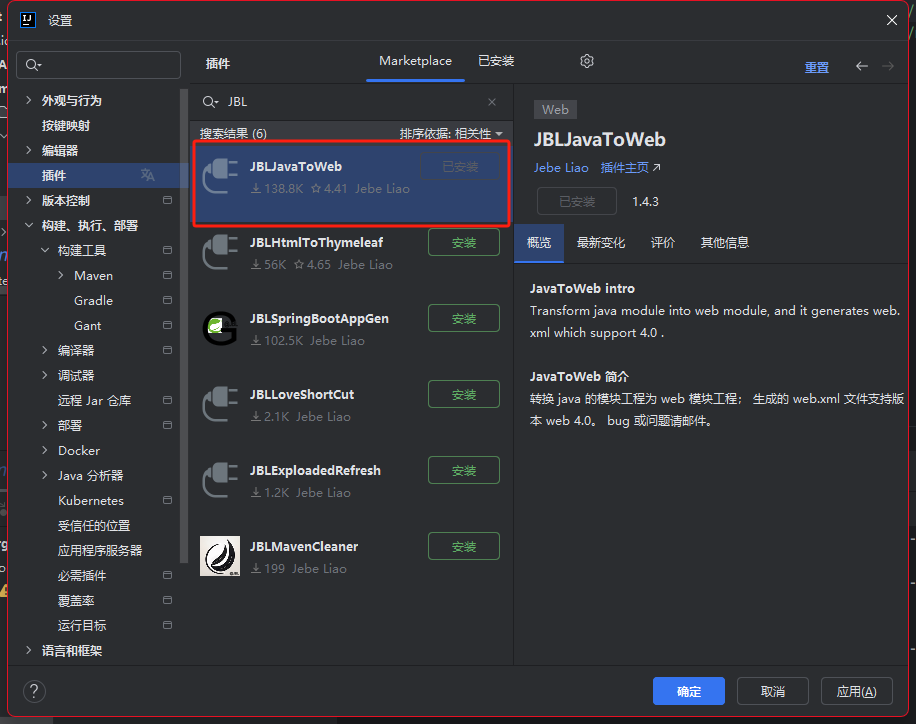 设置
外观与行为
按键映射
编辑器
插件
版本控制
构建、执行、部署
构建工具
Maven
Gradle
Gant
编译器
调试器
远程 Jar 仓库
部署
Docker
Java 分析器
Kubernetes
受信任的位置
应用程序服务器
必需插件
覆盖率
运行目标
语言和框架
插件
Marketplace
已安装
重置
JBL
搜索结果 (6)
排序依据: 相关性
JBLJavaToWeb
已安装
138.8K 4.41 Jebe Liao
JBLHtmlToThymeleaf
安装
56K 4.65 Jebe Liao
JBLSpringBootAppGen
安装
102.5K Jebe Liao
JBLLoveShortCut
安装
2.1K Jebe Liao
JBLExploadedRefresh
安装
1.2K Jebe Liao
JBLMavenCleaner
安装
199 Jebe Liao
Web
JBLJavaToWeb
Jebe Liao 插件主页
已安装
1.4.3
概览
最新变化
评价
其他信息
JavaToWeb intro
Transform java module into web module, and it generates web.
xml which support 4.0 .
JavaToWeb 简介
转换 java 的模块工程为 web 模块工程； 生成的 web.xml 文件支持版
本 web 4.0。 bug 或问题请邮件。
?
确定
取消
应用(A)